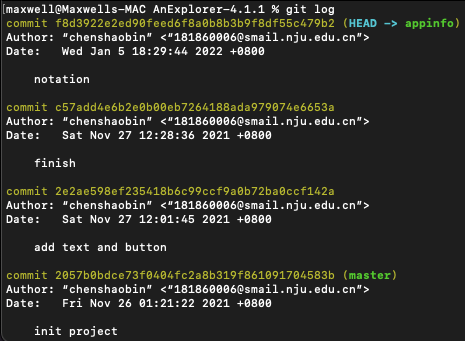 maxwell@Maxwells-MAC AnExplorer-4.1.1 % git log
commit f8d3922e2ed90feed6f8a0b8b3b9f8df55c479b2 (HEAD -> appinfo)
Author: “chenshaobin” <“181860006@smail.nju.edu.cn”>
Date:   Wed Jan 5 18:29:44 2022 +0800
notation
commit c57add4e6b2e0b00eb7264188ada979074e6653a
Author: “chenshaobin” <“181860006@smail.nju.edu.cn”>
Date:   Sat Nov 27 12:28:36 2021 +0800
finish
commit 2e2ae598ef235418b6c99ccf9a0b72ba0ccf142a
Author: “chenshaobin” <“181860006@smail.nju.edu.cn”>
Date:   Sat Nov 27 12:01:45 2021 +0800
add text and button
commit 2057b0bdce73f0404fc2a8b319f861091704583b (master)
Author: “chenshaobin” <“181860006@smail.nju.edu.cn”>
Date:   Fri Nov 26 01:21:22 2021 +0800
init project